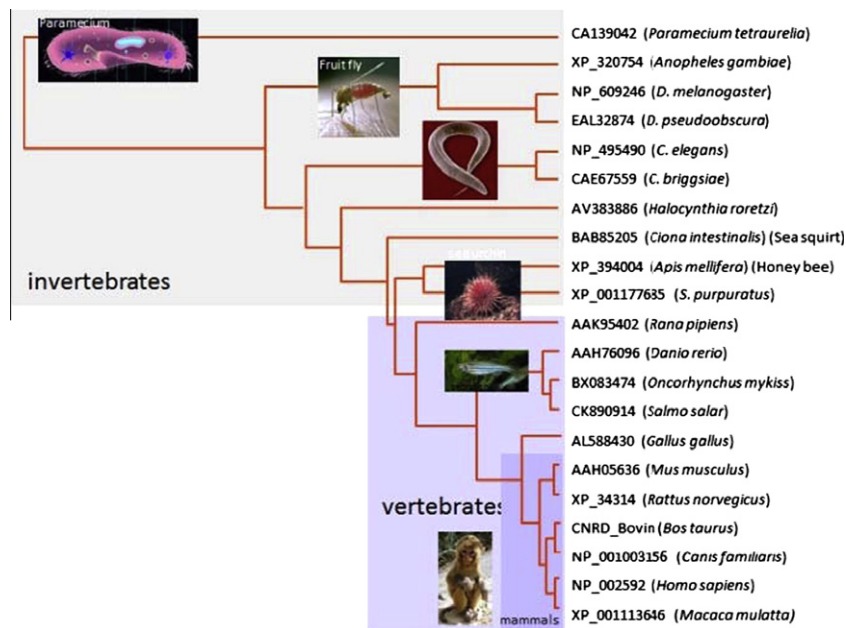 Paramecium
CA139042 (Paramecium tetraurelia)
Fruit fly
XP_320754 (Anopheles gambiae)
NP_609246 (D. melanogaster)
EAL32874 (D. pseudoobscura)
NP_495490 (C. elegans)
CAE67559 (C. briggsiae)
AV383886 (Halocynthia roretzi)
BAB85205 (Ciona intestinalis) (Sea squirt)
XP_394004 (Apis mellifera) (Honey bee)
invertebrates
XP_001177635 (S. purpuratus)
AAK95402 (Rana pipiens)
AAH76096 (Danio rerio)
BX083474 (Oncorhynchus mykiss)
CK890914 (Salmo salar)
AL588430 (Gallus gallus)
AAH05636 (Mus musculus)
XP_34314 (Rattus norvegicus)
vertebrates
CNRD_Bovin (Bos taurus)
NP_001003156 (Canis familiaris)
NP_002592 (Homo sapiens)
XP_001113646 (Macaca mulatta)
mammals